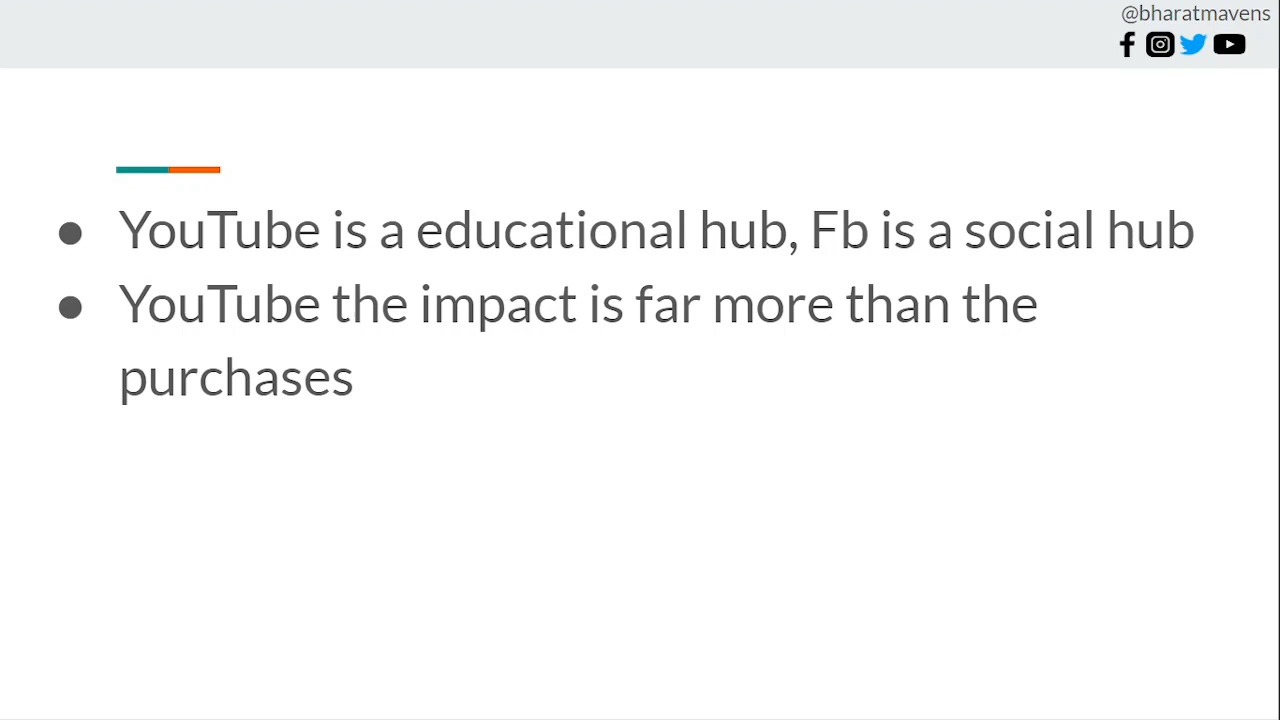 @bharatmavens
● YouTube is a educational hub, Fb is a social hub
● YouTube the impact is far more than the
purchases